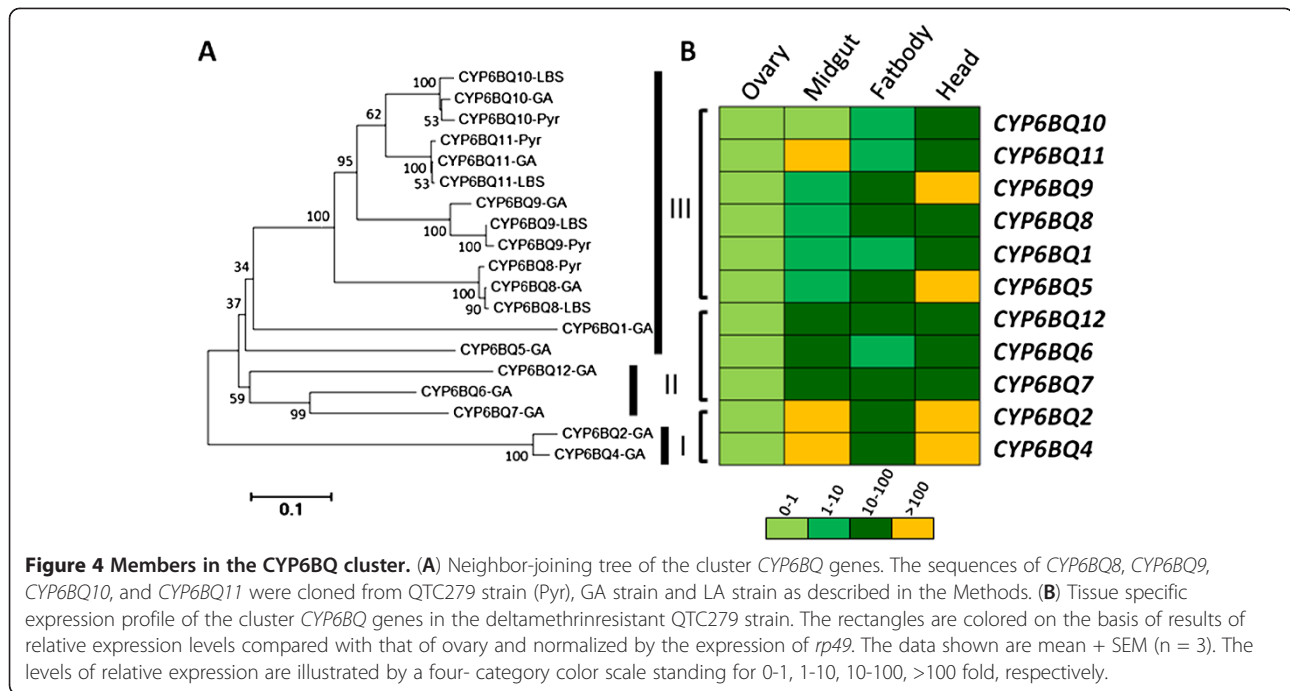 A
CYP6BQ10-LBS
100
CYP6BQ10-GA
62
53
CYP6BQ10-Pyr
CYP6BQ11-Pyr
95
100
CYP6BQ11-GA
53
CYP6BQ11-LBS
CYP6BQ9-GA
100
100
CYP6BQ9-LBS
100
CYP6BQ9-Pyr
CYP6BQ8-Pyr
34
100
CYP6BQ8-GA
37
90
CYP6BQ8-LBS
CYP6BQ1-GA
CYP6BQ5-GA
CYP6BQ12-GA
59
CYP6BQ6-GA
99
CYP6BQ7-GA
CYP6BQ2-GA
100
CYP6BQ4-GA
0.1
III
II
I
B
Ovary
Midgut
Fatbody
Head
CYP6BQ10
CYP6BQ11
CYP6BQ9
CYP6BQ8
CYP6BQ1
CYP6BQ5
CYP6BQ12
CYP6BQ6
CYP6BQ7
CYP6BQ2
CYP6BQ4
0-1
1-10
10-100
>100
Figure 4 Members in the CYP6BQ cluster. (A) Neighbor-joining tree of the cluster CYP6BQ genes. The sequences of CYP6BQ8, CYP6BQ9,
CYP6BQ10, and CYP6BQ11 were cloned from QTC279 strain (Pyr), GA strain and LA strain as described in the Methods. (B) Tissue specific
expression profile of the cluster CYP6BQ genes in the deltamethrinresistant QTC279 strain. The rectangles are colored on the basis of results of
relative expression levels compared with that of ovary and normalized by the expression of rp49. The data shown are mean + SEM (n = 3). The
levels of relative expression are illustrated by a four- category color scale standing for 0-1, 1-10, 10-100, >100 fold, respectively.